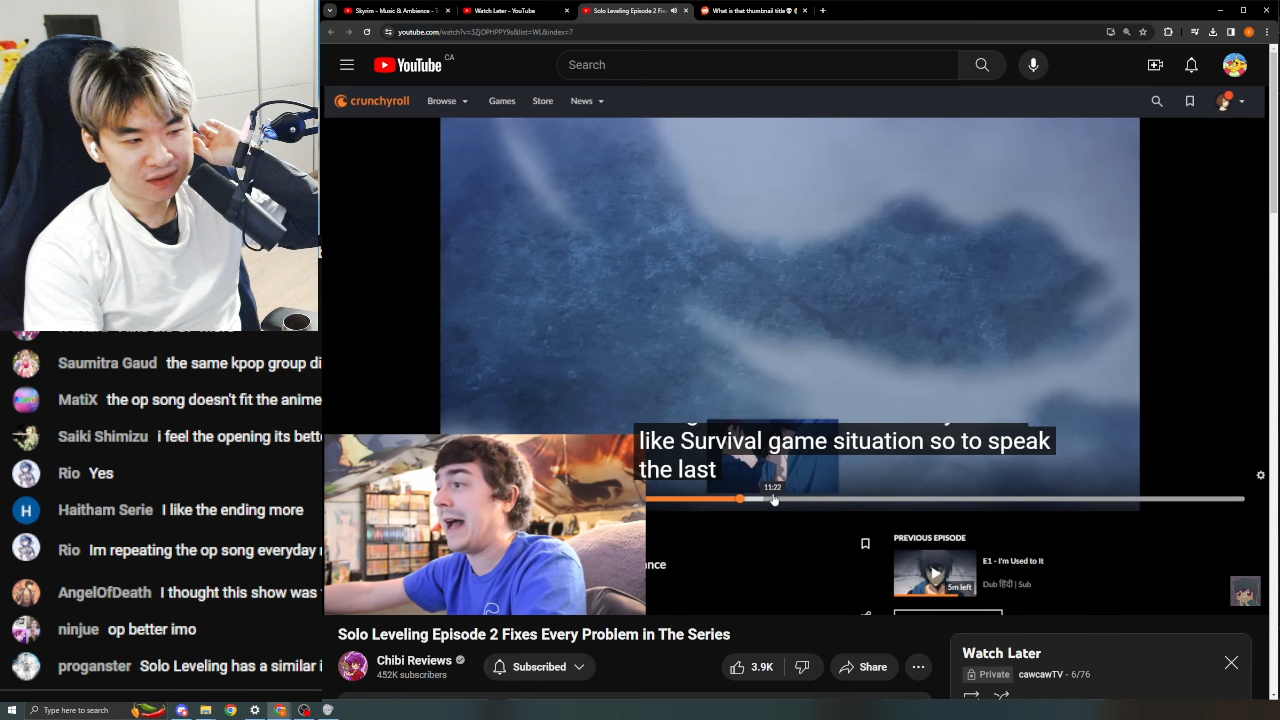 Skyrim - Music & Ambience -
Watch Later - YouTube
Solo Leveling Episode 2 Fix
What is that thumbnail title
youtube.com/watch?v=3ZjOPHPPY9s&list=WL&index=7
YouTube CA
Search
crunchyroll
Browse
Games
Store
News
like Survival game situation so to speak
the last
11:22
PREVIOUS EPISODE
E1 - I'm Used to It
Dub हिंदी | Sub
5m left
ance
Saumitra Gaud the same kpop group di
MatiX the op song doesn't fit the anime
Saiki Shimizu i feel the opening its bett
Rio Yes
H Haitham Serie I like the ending more
Rio Im repeating the op song everyday
AngelOfDeath I thought this show was
ninjue op better imo
proganster Solo Leveling has a similar i
Solo Leveling Episode 2 Fixes Every Problem in The Series
Chibi Reviews
452K subscribers
Subscribed
3.9K
Share
Watch Later
Private cawcawTV - 6/76
Type here to search